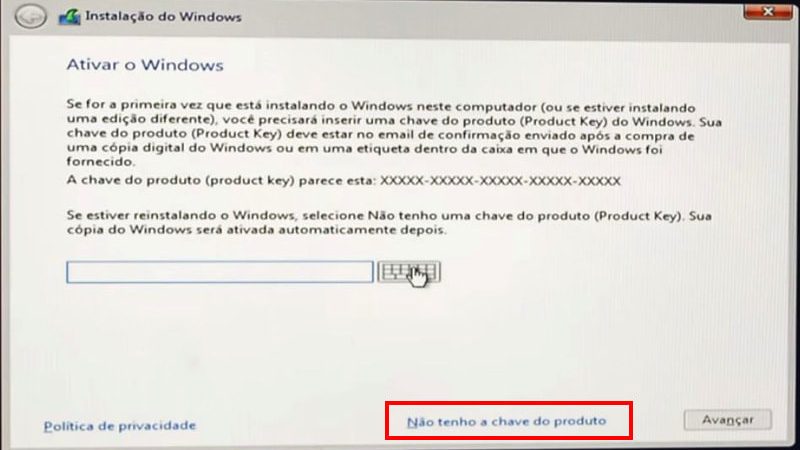 Instalação do Windows
Ativar o Windows
Se for a primeira vez que está instalando o Windows neste computador (ou se estiver instalando
uma edição diferente), você precisará inserir uma chave do produto (Product Key) do Windows. Sua
chave do produto (Product Key) deve estar no email de confirmação enviado após a compra de
uma cópia digital do Windows ou em uma etiqueta dentro da caixa em que o Windows foi
fornecido.
A chave do produto (product key) parece esta: XXXXX-XXXXX-XXXXX-XXXXX-XXXXX
Se estiver reinstalando o Windows, selecione Não tenho uma chave do produto (Product Key). Sua
cópia do Windows será ativada automaticamente depois.
Política de privacidade
Não tenho a chave do produto
Avançar